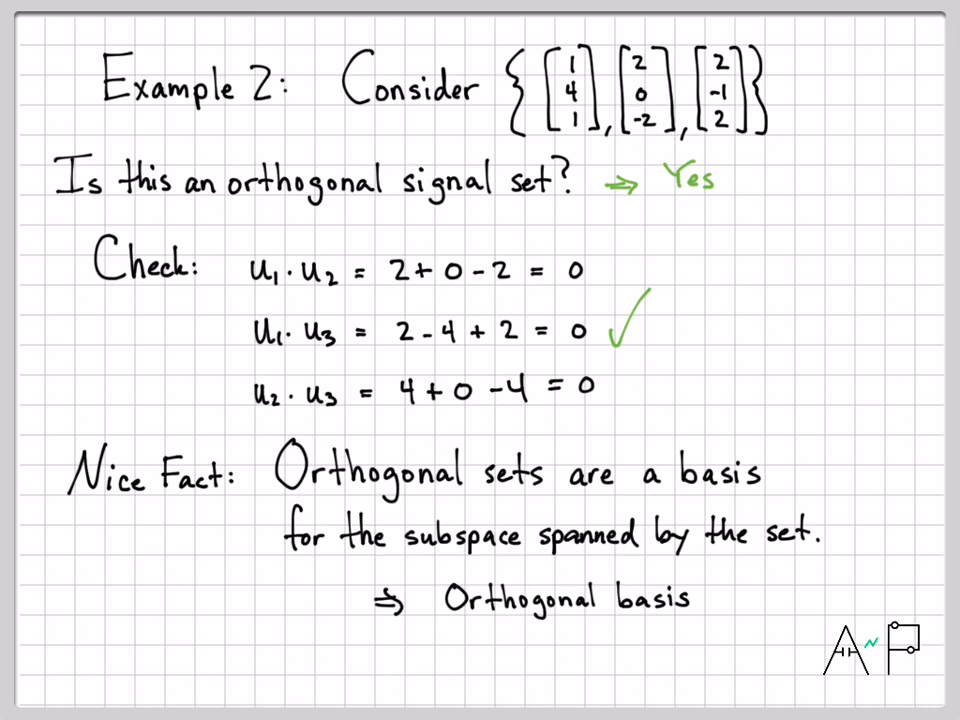 Example 2: Consider { [1 4 1], [2 0 -2], [2 -1 2] }
Is this an orthogonal signal set? ⇒ Yes
Check: u₁ · u₂ = 2 + 0 - 2 = 0
u₁ · u₃ = 2 - 4 + 2 = 0 ✓
u₂ · u₃ = 4 + 0 - 4 = 0
Nice Fact: Orthogonal sets are a basis
for the subspace spanned by the set.
⇒ Orthogonal basis
A~P